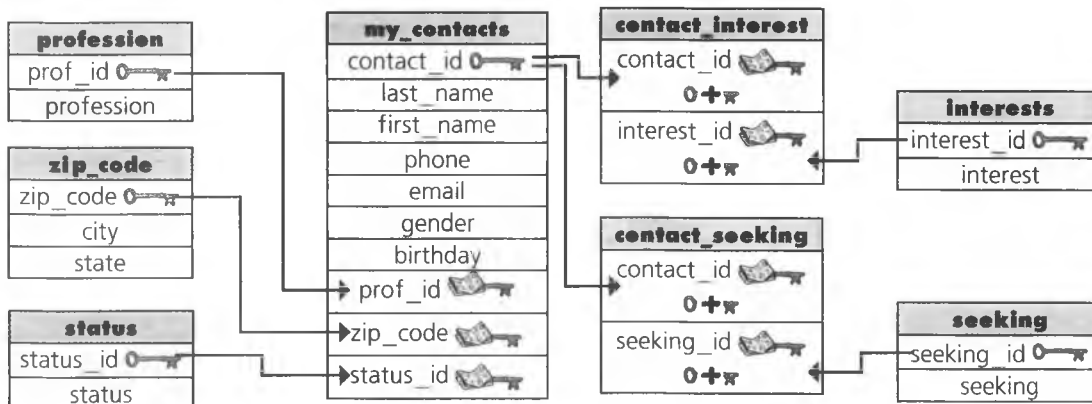 profession
prof_id
profession
zip_code
zip_code
city
state
status
status_id
status
my_contacts
contact_id
last_name
first_name
phone
email
gender
birthday
prof_id
zip_code
status_id
contact_interest
contact_id
interest_id
contact_seeking
contact_id
seeking_id
interests
interest_id
interest
seeking
seeking_id
seeking